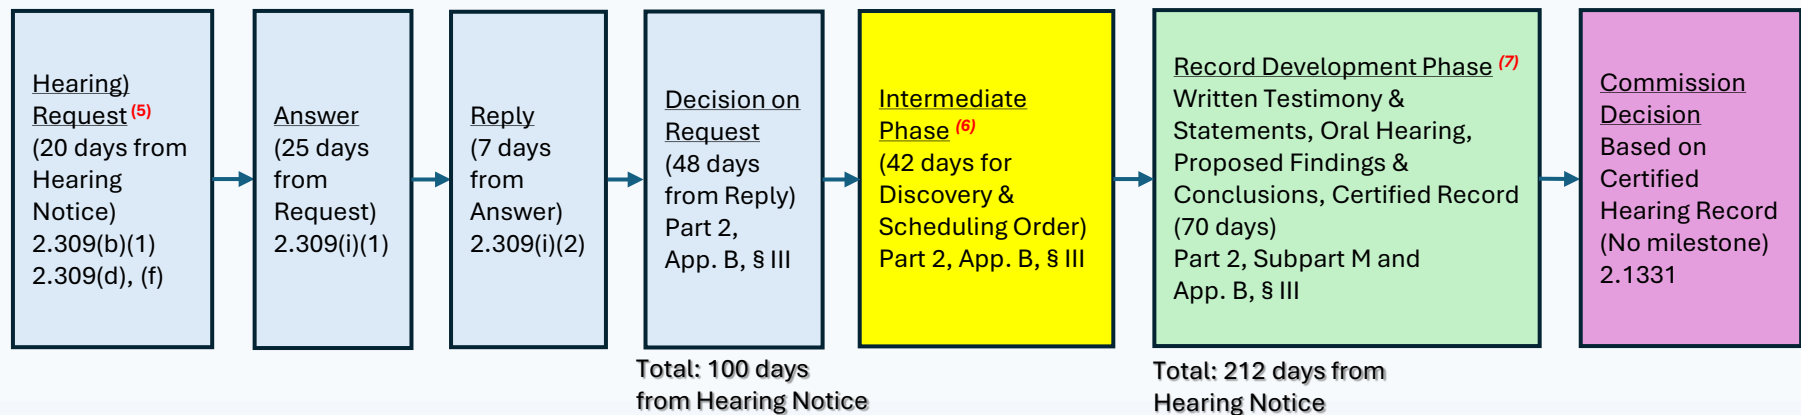 Hearing)
Request (5)
(20 days from
Hearing
Notice)
2.309(b)(1)
2.309(d), (f)
Answer
(25 days
from
Request)
2.309(i)(1)
Reply
(7 days
from
Answer)
2.309(i)(2)
Decision on
Request
(48 days
from Reply)
Part 2,
App. B, § III
Total: 100 days
from Hearing Notice
Intermediate
Phase (6)
(42 days for
Discovery &
Scheduling Order)
Part 2, App. B, § III
Record Development Phase (7)
Written Testimony &
Statements, Oral Hearing,
Proposed Findings &
Conclusions, Certified Record
(70 days)
Part 2, Subpart M and
App. B, § III
Total: 212 days from
Hearing Notice
Commission
Decision
Based on
Certified
Hearing Record
(No milestone)
2.1331